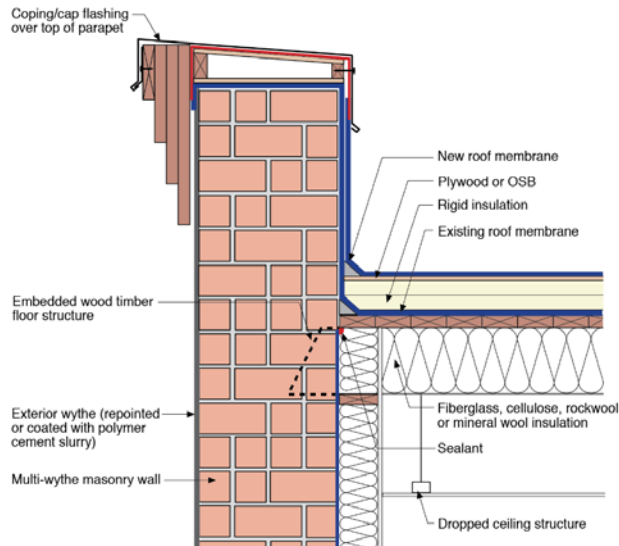 Coping/cap flashing
over top of parapet
New roof membrane
Plywood or OSB
Rigid insulation
Existing roof membrane
Embedded wood timber
floor structure
Exterior wythe (repointed
or coated with polymer
cement slurry)
Fiberglass, cellulose, rockwool
or mineral wool insulation
Sealant
Multi-wythe masonry wall
Dropped ceiling structure